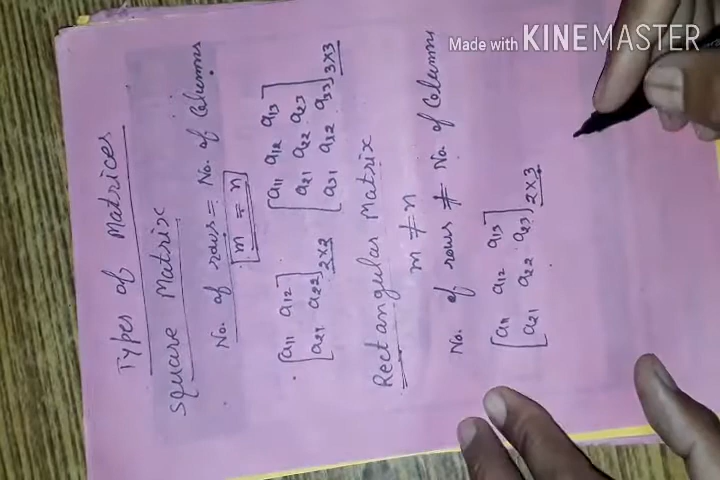 Made with KINEMASTER
Types of Matrices
Square Matrix
No. of rows = No. of Columns
m = n
[a11 a12
a21 a22]2×2
[a11 a12 a13
a21 a22 a23
a31 a32 a33]3×3
Rectangular Matrix
m ≠ n
No. of rows ≠ No. of Columns
[a11 a12 a13
a21 a22 a23]2×3